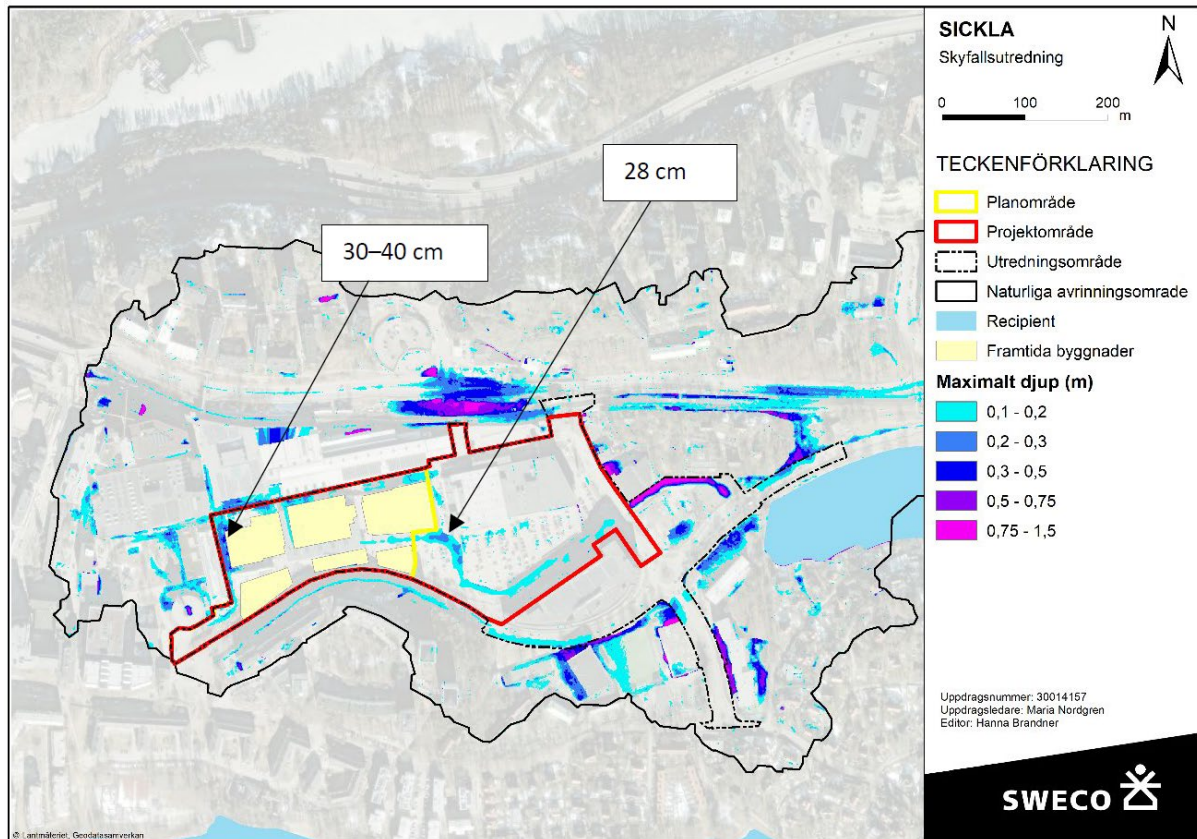 SICKLA
Skyfallsutredning
N
0 100 200
m
28 cm
30–40 cm
TECKENFÖRKLARING
Planområde
Projektområde
Utredningsområde
Naturliga avrinningsområde
Recipient
Framtida byggnader
Maximalt djup (m)
0,1 - 0,2
0,2 - 0,3
0,3 - 0,5
0,5 - 0,75
0,75 - 1,5
Uppdragsnummer: 30014157
Uppdragsledare: Maria Nordgren
Editor: Hanna Brandner
SWECO
© Lantmäteriet, Geodatasamverkan